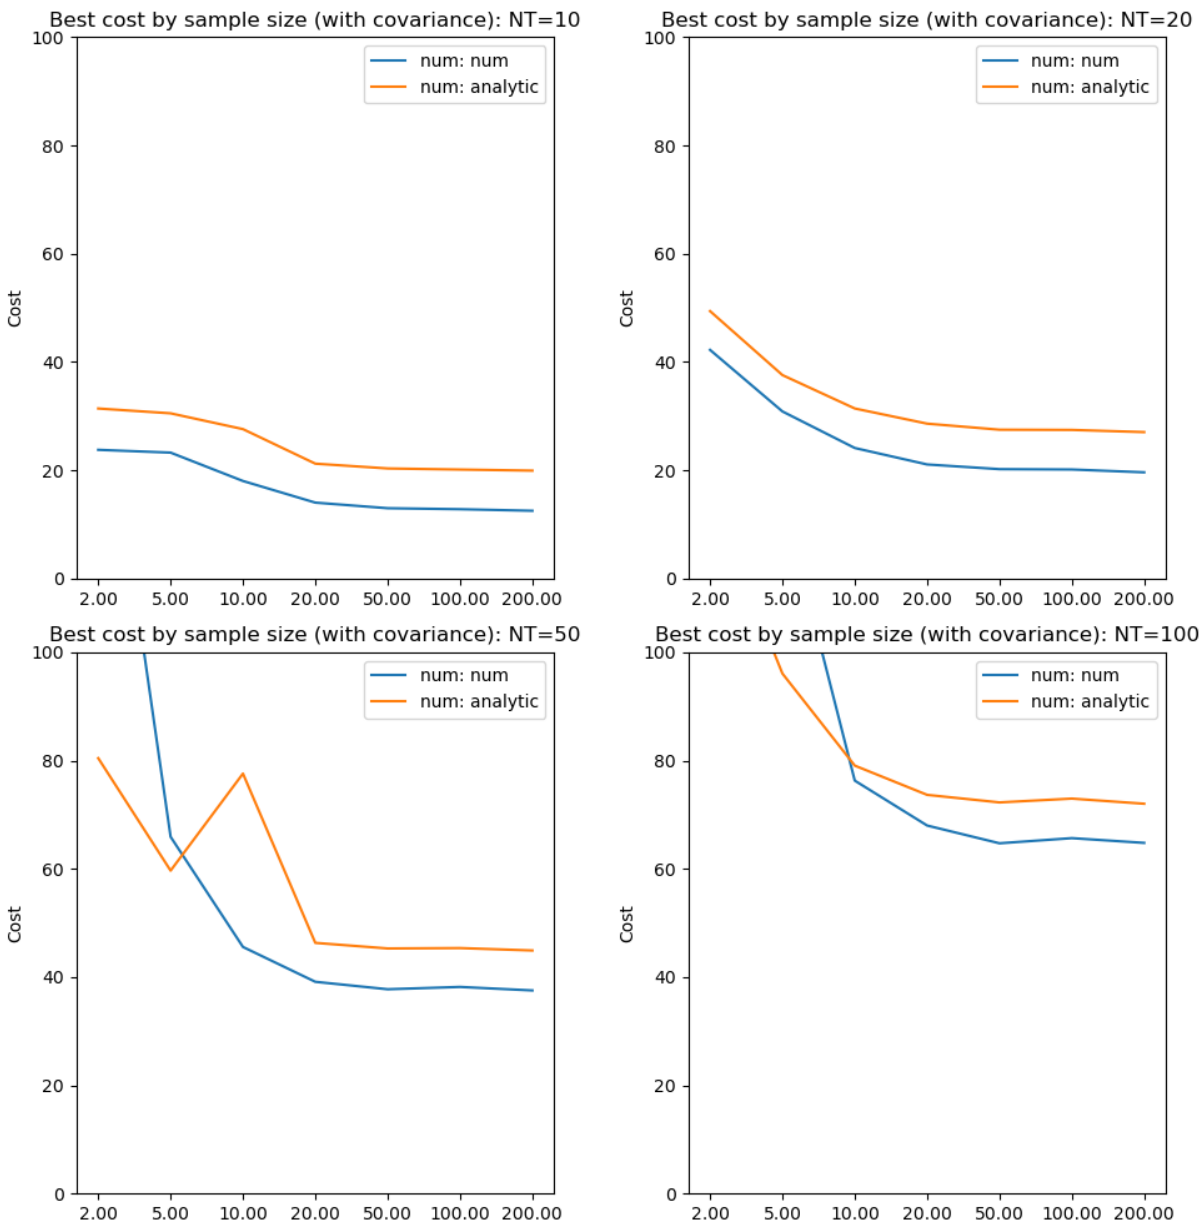 Best cost by sample size (with covariance): NT=10
100
80
60
40
20
0
Cost
num: num
num: analytic
2.00 5.00 10.00 20.00 50.00 100.00 200.00
Best cost by sample size (with covariance): NT=20
100
80
60
40
20
0
Cost
num: num
num: analytic
2.00 5.00 10.00 20.00 50.00 100.00 200.00
Best cost by sample size (with covariance): NT=50
100
80
60
40
20
0
Cost
num: num
num: analytic
2.00 5.00 10.00 20.00 50.00 100.00 200.00
Best cost by sample size (with covariance): NT=100
100
80
60
40
20
0
Cost
num: num
num: analytic
2.00 5.00 10.00 20.00 50.00 100.00 200.00